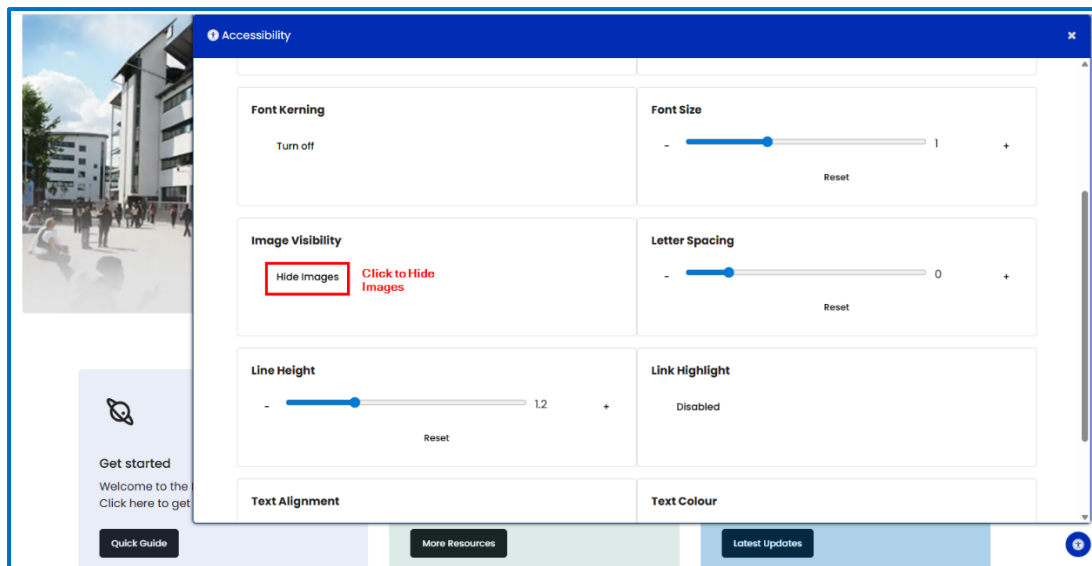 Accessibility
Font Kerning
Turn off
Font Size
- 1 +
Reset
Image Visibility
Hide Images
Click to Hide
Images
Letter Spacing
- 0 +
Reset
Line Height
- 1.2 +
Reset
Link Highlight
Disabled
Text Alignment
Text Colour
Get started
Welcome to the
Click here to get
Quick Guide
More Resources
Latest Updates